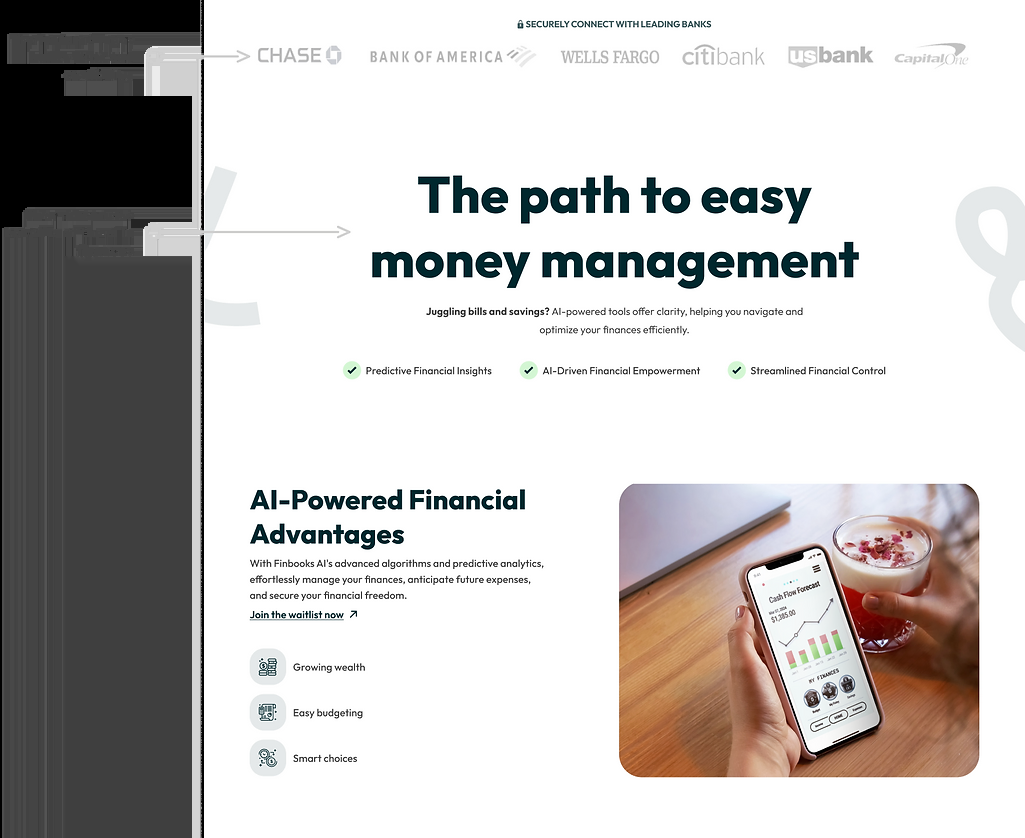 SECURELY CONNECT WITH LEADING BANKS
CHASE
BANK OF AMERICA
WELLS FARGO
citibank
usbank
Capital One
The path to easy
money management
Juggling bills and savings? AI-powered tools offer clarity, helping you navigate and
optimize your finances efficiently.
Predictive Financial Insights
AI-Driven Financial Empowerment
Streamlined Financial Control
AI-Powered Financial
Advantages
With Finbooks AI's advanced algorithms and predictive analytics,
effortlessly manage your finances, anticipate future expenses,
and secure your financial freedom.
Join the waitlist now
Growing wealth
Easy budgeting
Smart choices
Cash Flow Forecast
$1,385.00
MY FINANCES
HOME